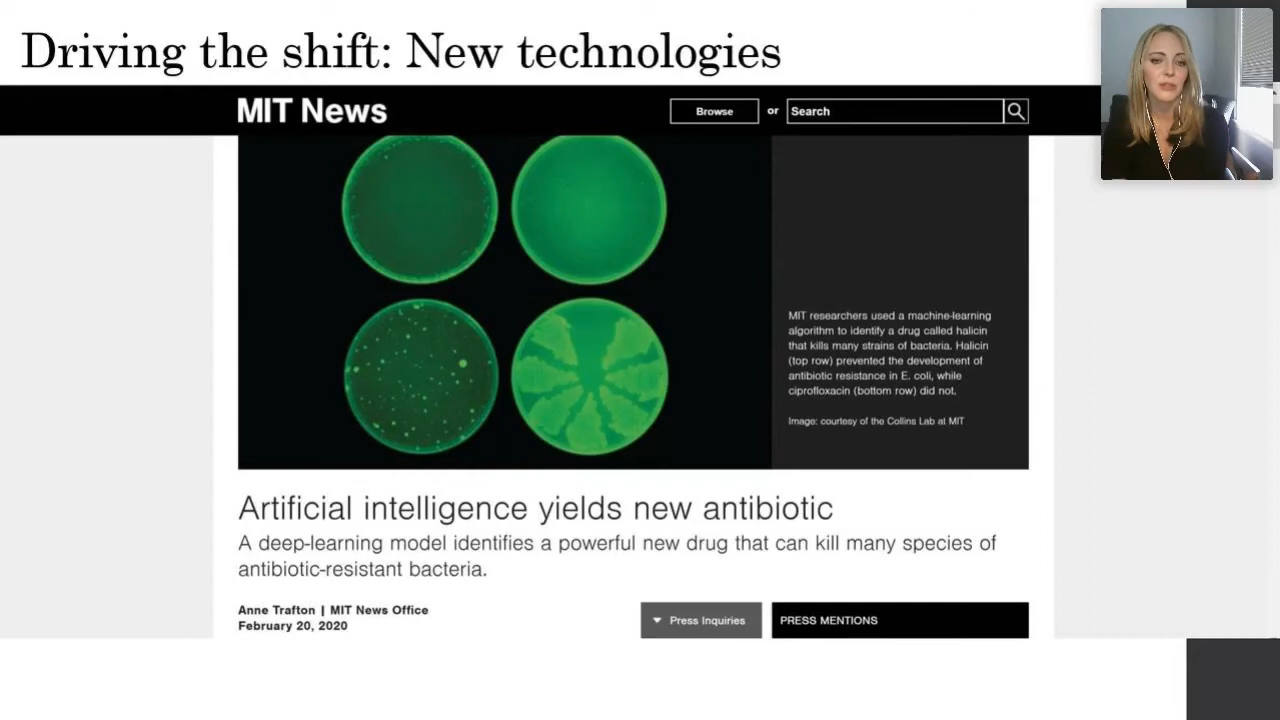 Driving the shift: New technologies
MIT News
Browse or Search
MIT researchers used a machine-learning
algorithm to identify a drug called halicin
that kills many strains of bacteria. Halicin
(top row) prevented the development of
antibiotic resistance in E. coli, while
ciprofloxacin (bottom row) did not.
Image: courtesy of the Collins Lab at MIT
Artificial intelligence yields new antibiotic
A deep-learning model identifies a powerful new drug that can kill many species of
antibiotic-resistant bacteria.
Anne Trafton | MIT News Office
February 20, 2020
Press Inquiries
PRESS MENTIONS